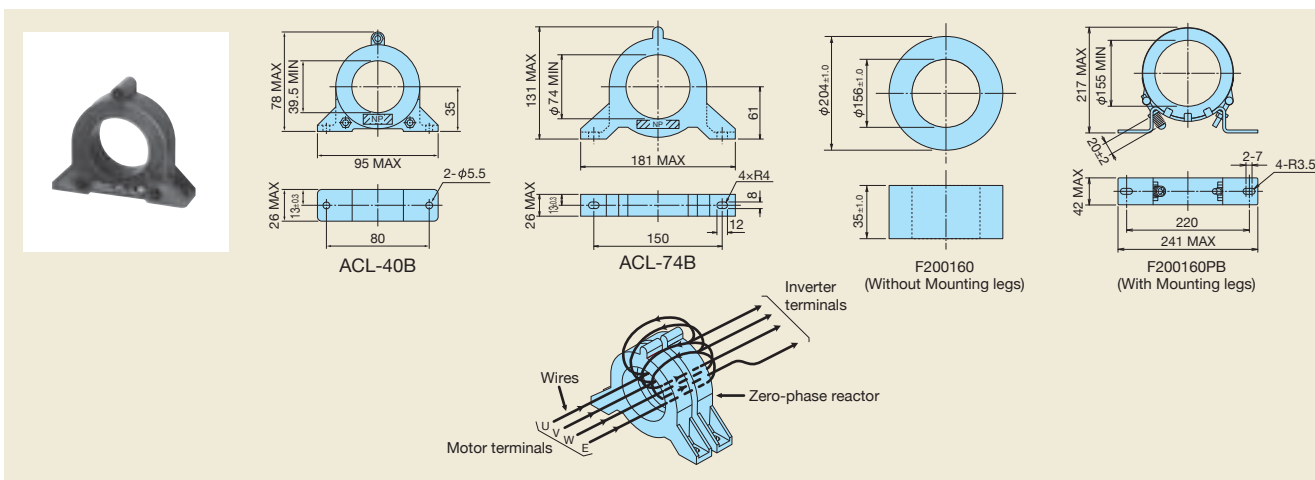 78 MAX
39.5 MIN
35
NP
95 MAX
26 MAX
13±0.3
2-φ5.5
80
ACL-40B
131 MAX
φ74 MIN
61
NP
181 MAX
26 MAX
13±0.3
4×R4
8
12
150
ACL-74B
φ204±1.0
φ156±1.0
35±1.0
F200160
(Without Mounting legs)
217 MAX
φ155 MIN
20±2
2-7
4-R3.5
42 MAX
220
241 MAX
F200160PB
(With Mounting legs)
Inverter
terminals
Wires
Zero-phase reactor
U
V
W
E
Motor terminals